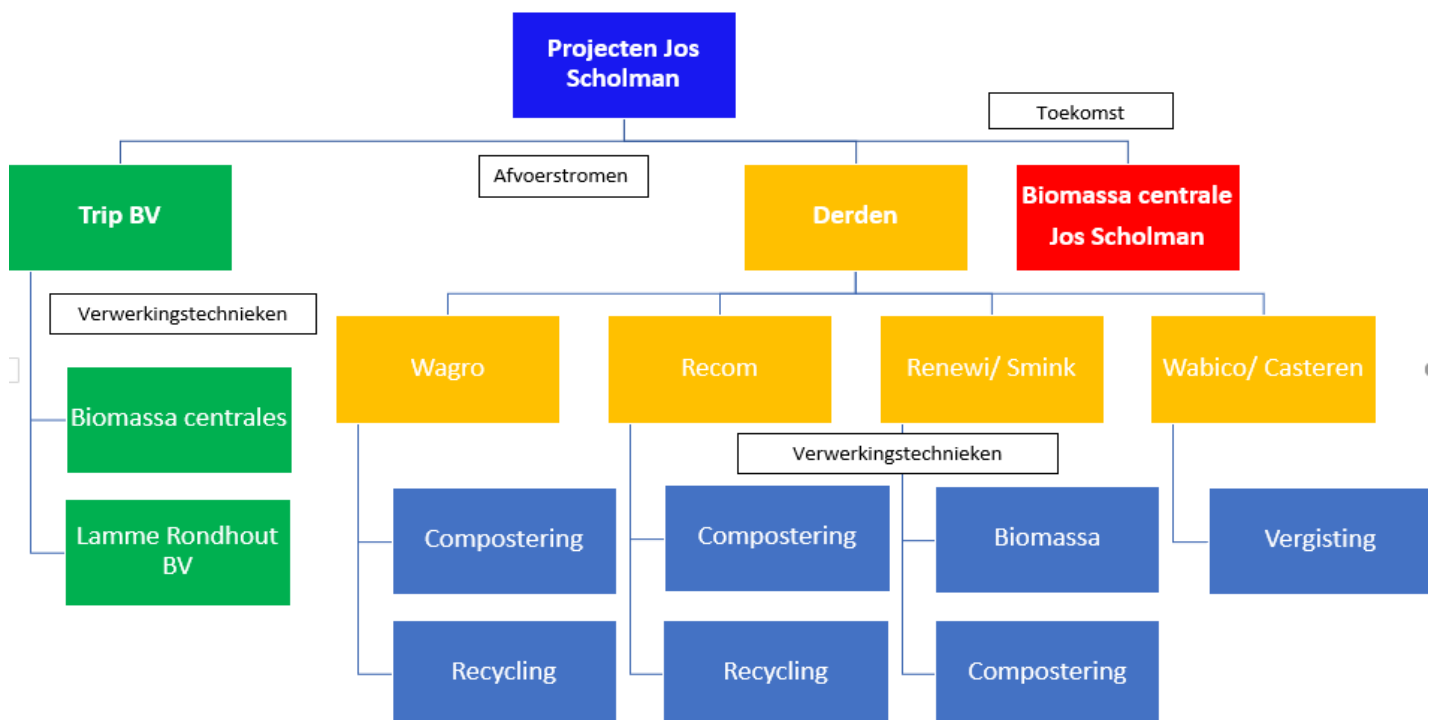 Projecten Jos
Scholman
Toekomst
Afvoerstromen
Trip BV
Derden
Biomassa centrale
Jos Scholman
Verwerkingstechnieken
Wagro
Recom
Renewi/ Smink
Wabico/ Casteren
Biomassa centrales
Verwerkingstechnieken
Lamme Rondhout
BV
Compostering
Compostering
Biomassa
Vergisting
Recycling
Recycling
Compostering